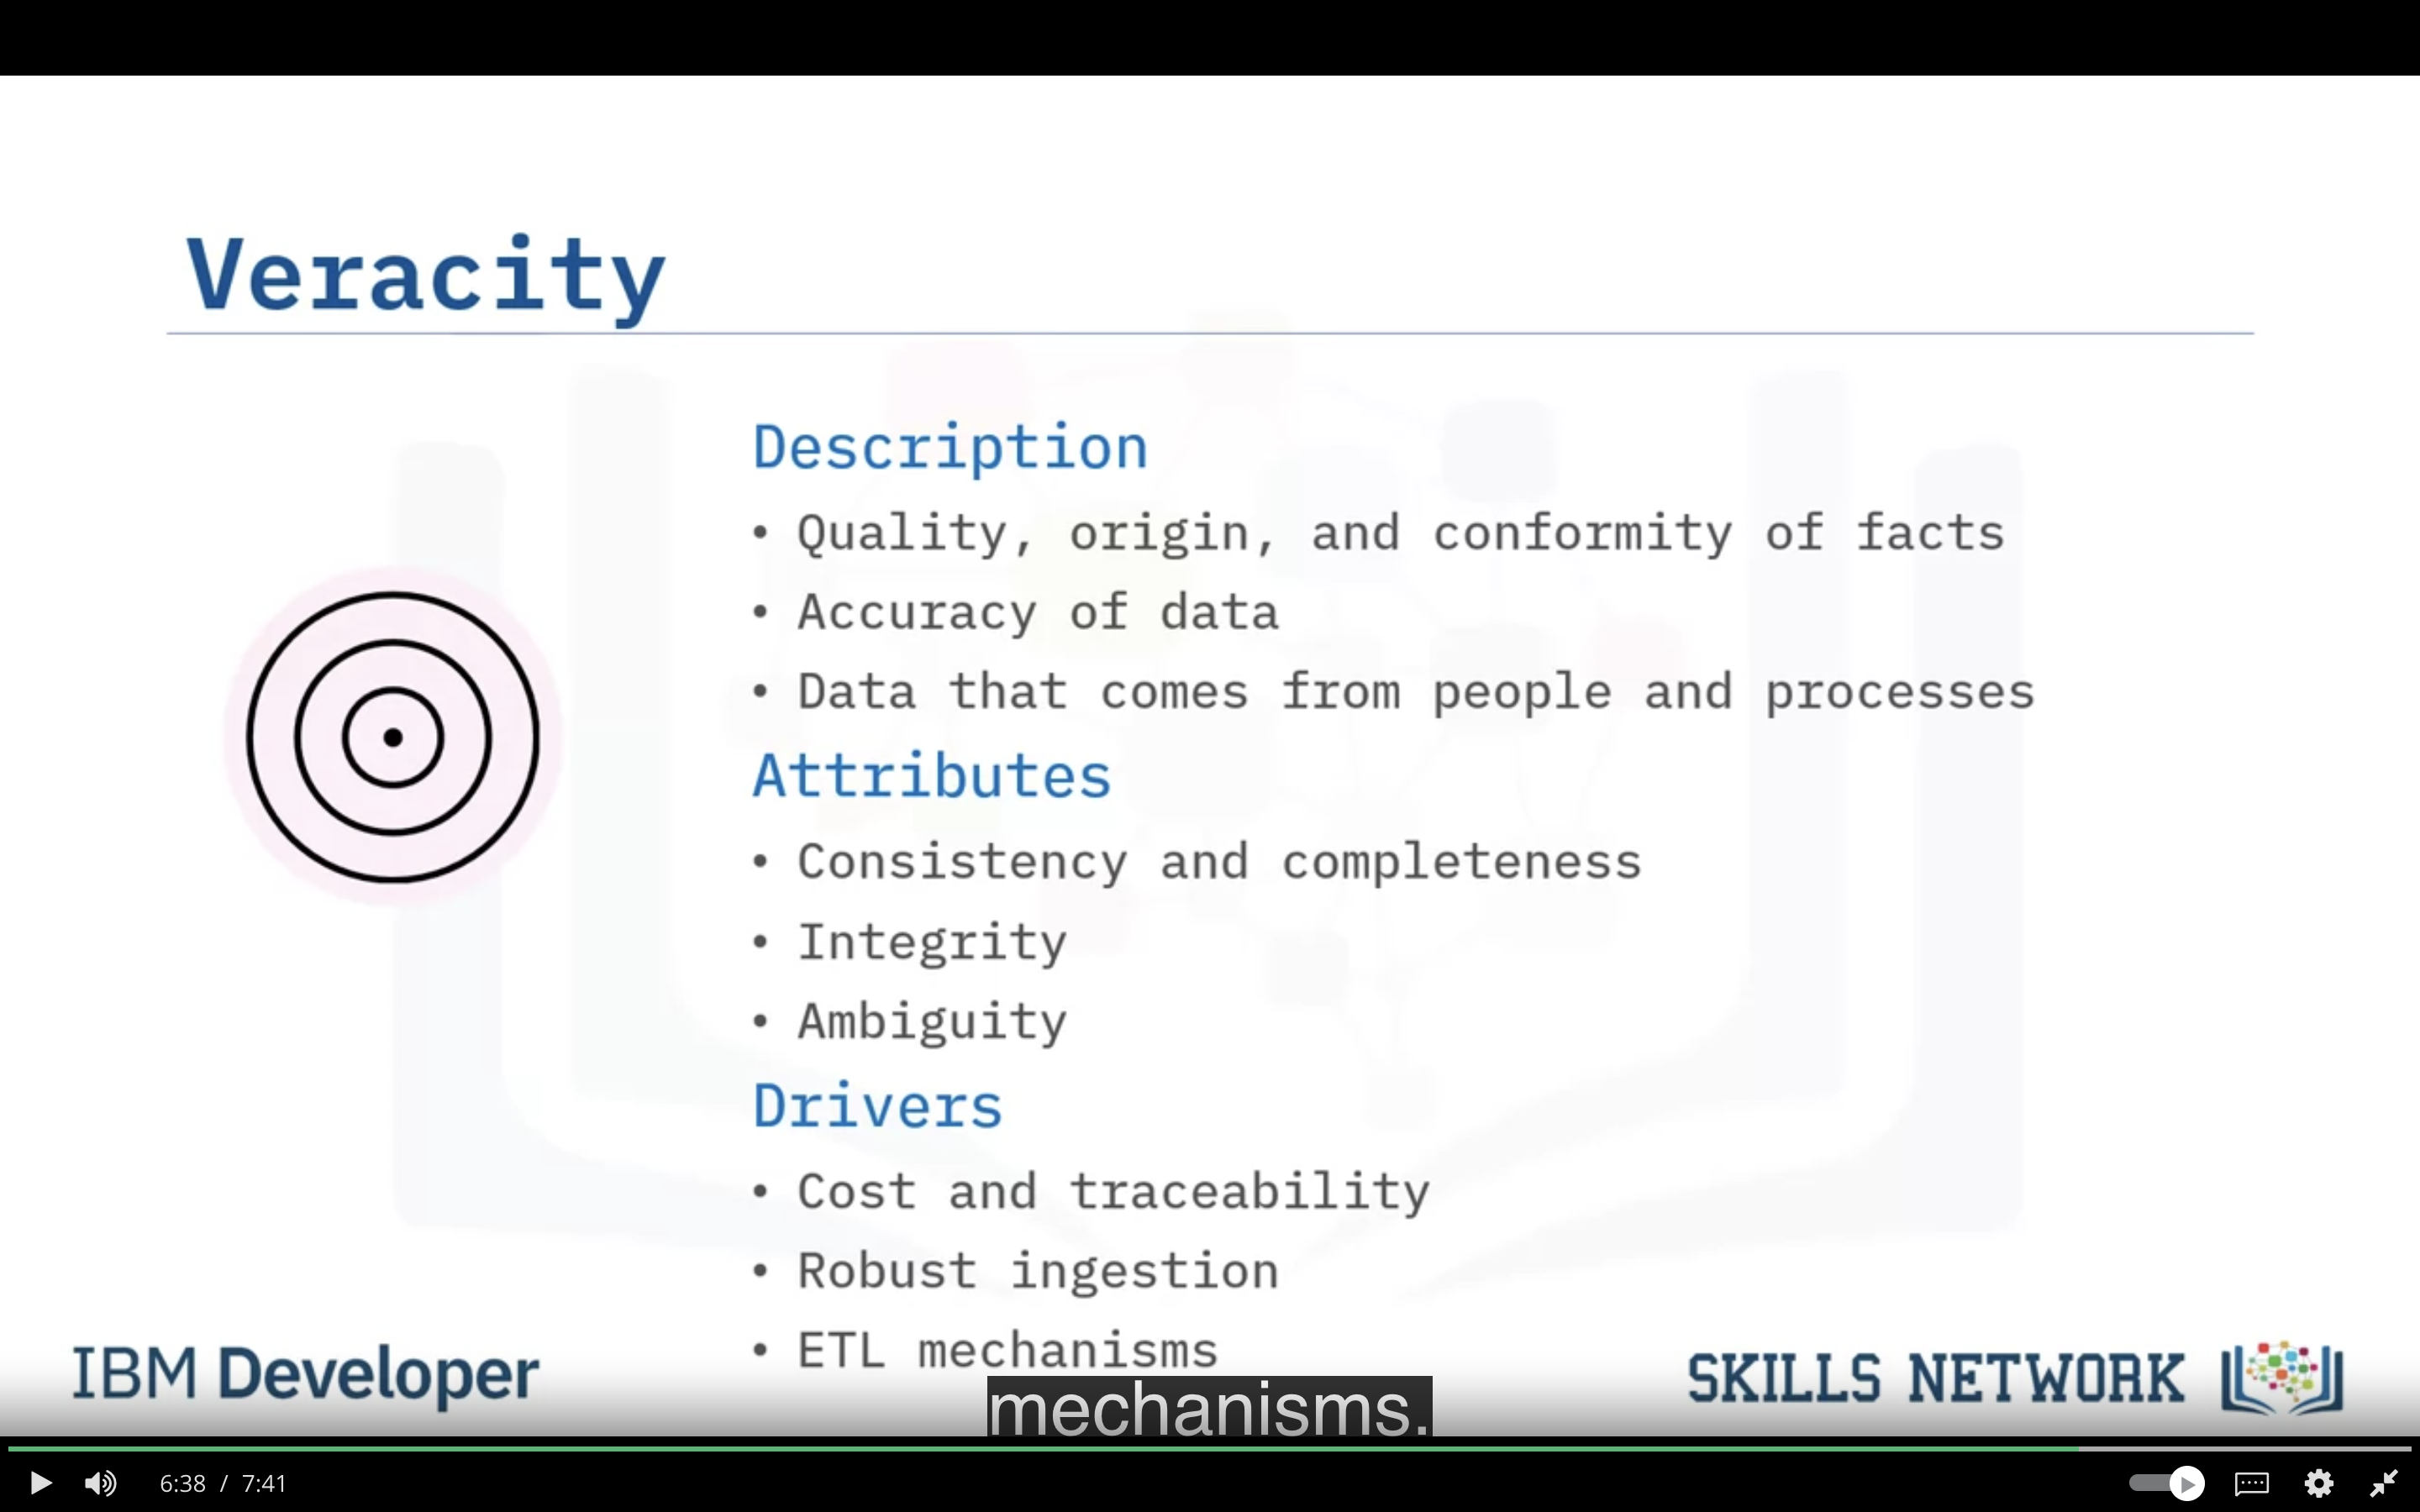 Veracity
Description
• Quality, origin, and conformity of facts
• Accuracy of data
• Data that comes from people and processes
Attributes
• Consistency and completeness
• Integrity
• Ambiguity
Drivers
• Cost and traceability
• Robust ingestion
• ETL mechanisms
IBM Developer
SKILLS NETWORK
mechanisms.
6:38 / 7:41